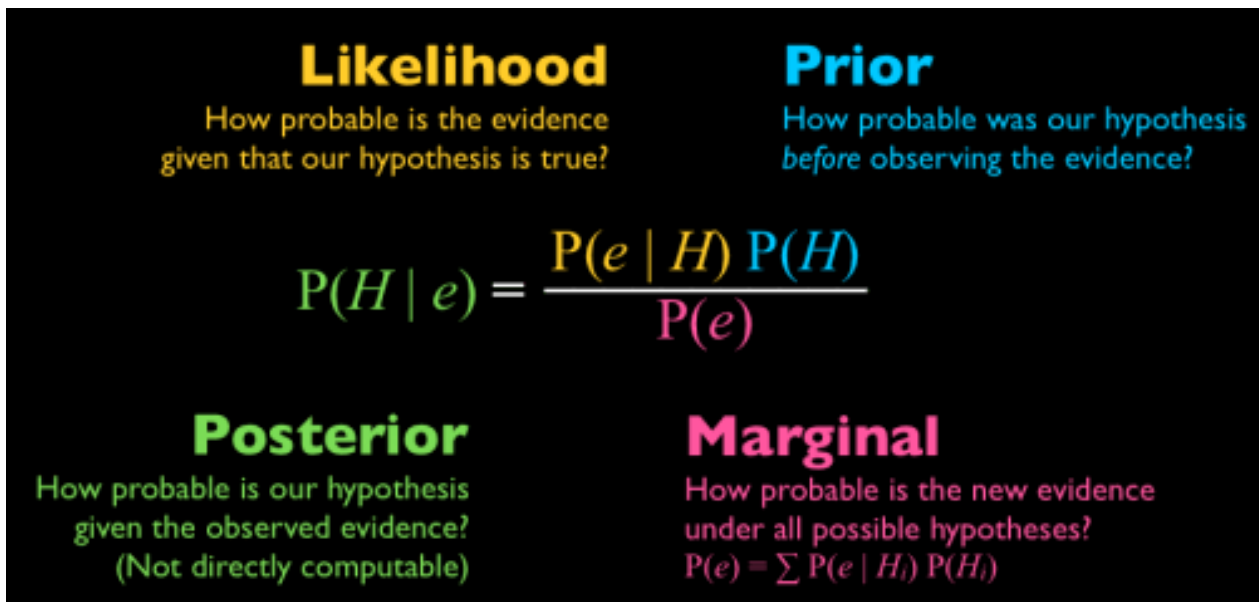 Likelihood
How probable is the evidence
given that our hypothesis is true?
Prior
How probable was our hypothesis
before observing the evidence?
P(H | e) = P(e | H) P(H)
P(e)
Posterior
How probable is our hypothesis
given the observed evidence?
(Not directly computable)
Marginal
How probable is the new evidence
under all possible hypotheses?
P(e) = ∑ P(e | Hᵢ) P(Hᵢ)